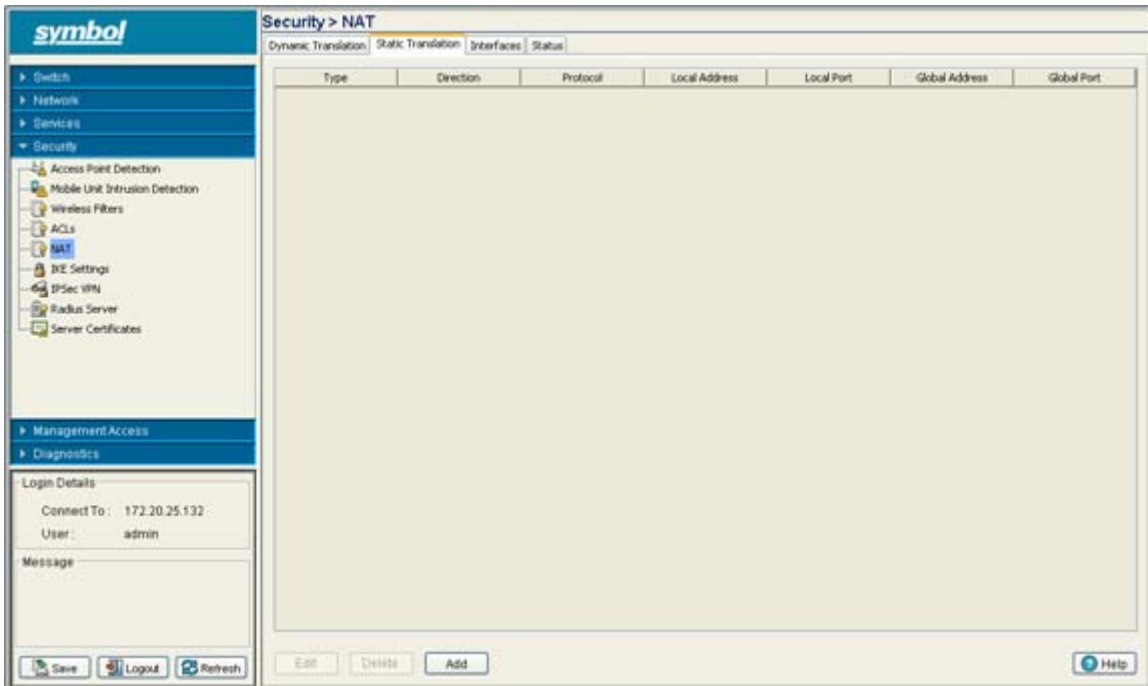 symbol
Security > NAT
Dynamic Translation Static Translation Interfaces Status
Type Direction Protocol Local Address Local Port Global Address Global Port
Switch
Network
Services
Security
Access Point Detection
Mobile Unit Intrusion Detection
Wireless Filters
ACLs
NAT
IKE Settings
IPSec VPN
Radius Server
Server Certificates
Management Access
Diagnostics
Login Details
Connect To : 172.20.25.132
User : admin
Message
Save Logout Refresh
Edit Delete Add Help